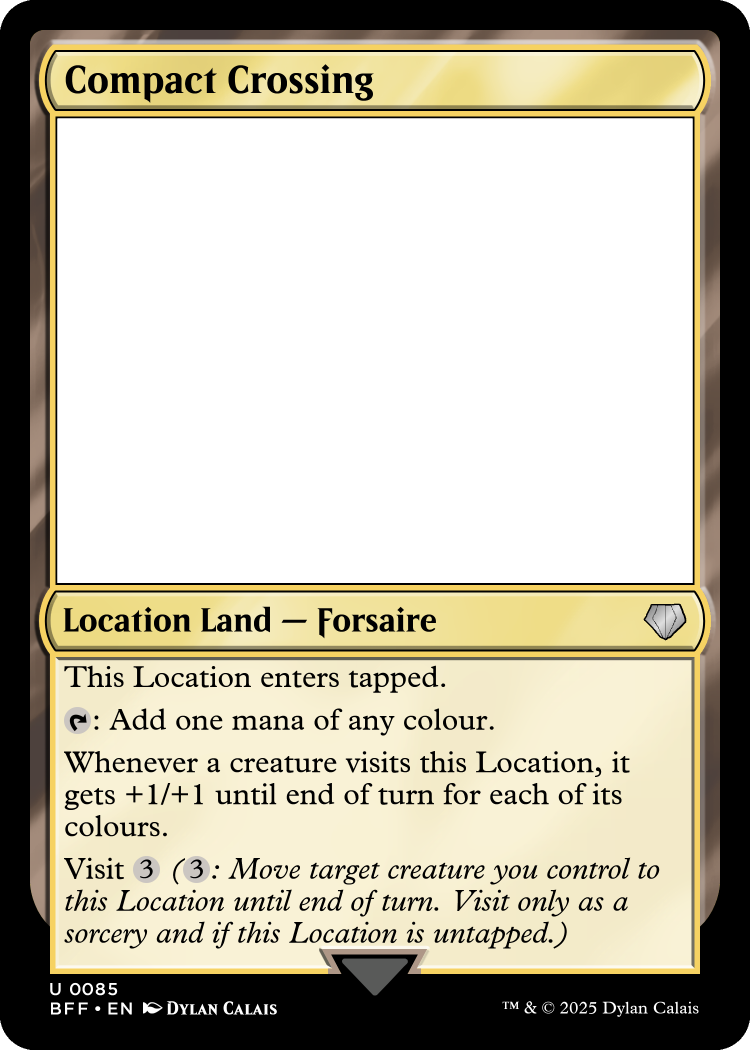 Compact Crossing
Location Land — Forsaire
This Location enters tapped.
: Add one mana of any colour.
Whenever a creature visits this Location, it
gets +1/+1 until end of turn for each of its
colours.
Visit 3 (3: Move target creature you control to
this Location until end of turn. Visit only as a
sorcery and if this Location is untapped.)
U 0085
BFF • EN Dylan Calais
™ & © 2025 Dylan Calais